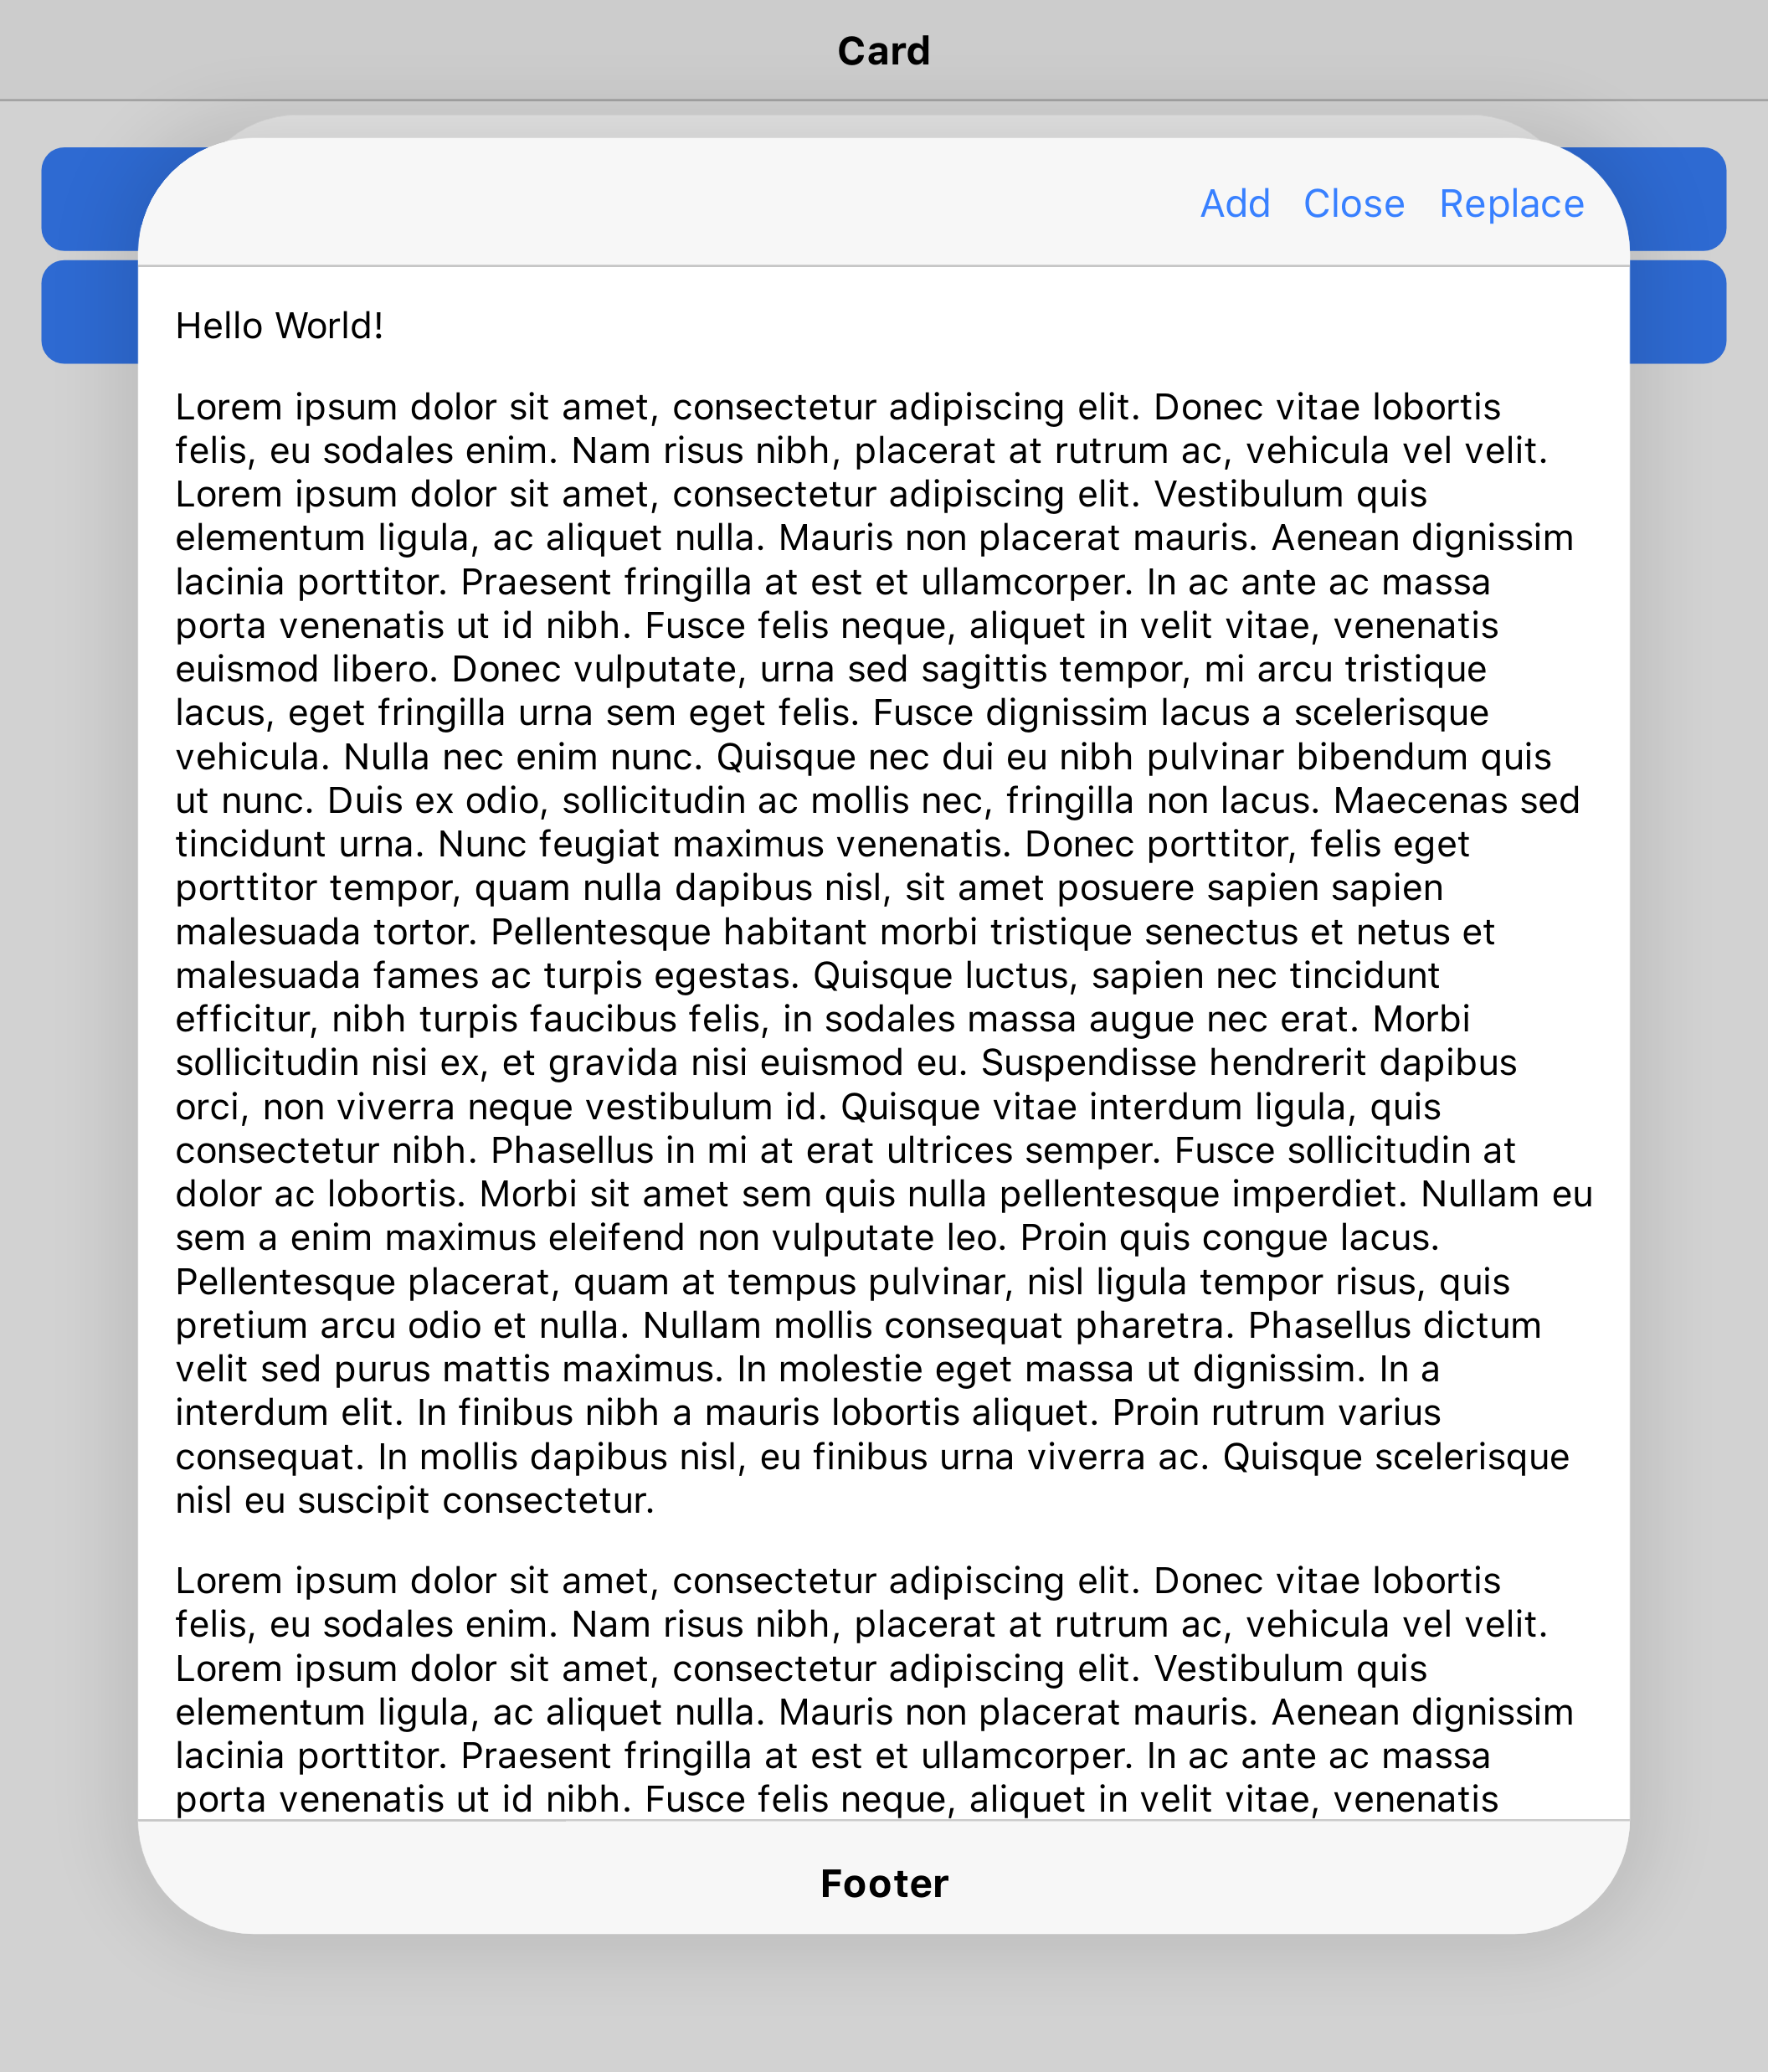 Card
Add Close Replace
Hello World!
Lorem ipsum dolor sit amet, consectetur adipiscing elit. Donec vitae lobortis
felis, eu sodales enim. Nam risus nibh, placerat at rutrum ac, vehicula vel velit.
Lorem ipsum dolor sit amet, consectetur adipiscing elit. Vestibulum quis
elementum ligula, ac aliquet nulla. Mauris non placerat mauris. Aenean dignissim
lacinia porttitor. Praesent fringilla at est et ullamcorper. In ac ante ac massa
porta venenatis ut id nibh. Fusce felis neque, aliquet in velit vitae, venenatis
euismod libero. Donec vulputate, urna sed sagittis tempor, mi arcu tristique
lacus, eget fringilla urna sem eget felis. Fusce dignissim lacus a scelerisque
vehicula. Nulla nec enim nunc. Quisque nec dui eu nibh pulvinar bibendum quis
ut nunc. Duis ex odio, sollicitudin ac mollis nec, fringilla non lacus. Maecenas sed
tincidunt urna. Nunc feugiat maximus venenatis. Donec porttitor, felis eget
porttitor tempor, quam nulla dapibus nisl, sit amet posuere sapien sapien
malesuada tortor. Pellentesque habitant morbi tristique senectus et netus et
malesuada fames ac turpis egestas. Quisque luctus, sapien nec tincidunt
efficitur, nibh turpis faucibus felis, in sodales massa augue nec erat. Morbi
sollicitudin nisi ex, et gravida nisi euismod eu. Suspendisse hendrerit dapibus
orci, non viverra neque vestibulum id. Quisque vitae interdum ligula, quis
consectetur nibh. Phasellus in mi at erat ultrices semper. Fusce sollicitudin at
dolor ac lobortis. Morbi sit amet sem quis nulla pellentesque imperdiet. Nullam eu
sem a enim maximus eleifend non vulputate leo. Proin quis congue lacus.
Pellentesque placerat, quam at tempus pulvinar, nisl ligula tempor risus, quis
pretium arcu odio et nulla. Nullam mollis consequat pharetra. Phasellus dictum
velit sed purus mattis maximus. In molestie eget massa ut dignissim. In a
interdum elit. In finibus nibh a mauris lobortis aliquet. Proin rutrum varius
consequat. In mollis dapibus nisl, eu finibus urna viverra ac. Quisque scelerisque
nisl eu suscipit consectetur.
Lorem ipsum dolor sit amet, consectetur adipiscing elit. Donec vitae lobortis
felis, eu sodales enim. Nam risus nibh, placerat at rutrum ac, vehicula vel velit.
Lorem ipsum dolor sit amet, consectetur adipiscing elit. Vestibulum quis
elementum ligula, ac aliquet nulla. Mauris non placerat mauris. Aenean dignissim
lacinia porttitor. Praesent fringilla at est et ullamcorper. In ac ante ac massa
porta venenatis ut id nibh. Fusce felis neque, aliquet in velit vitae, venenatis
Footer